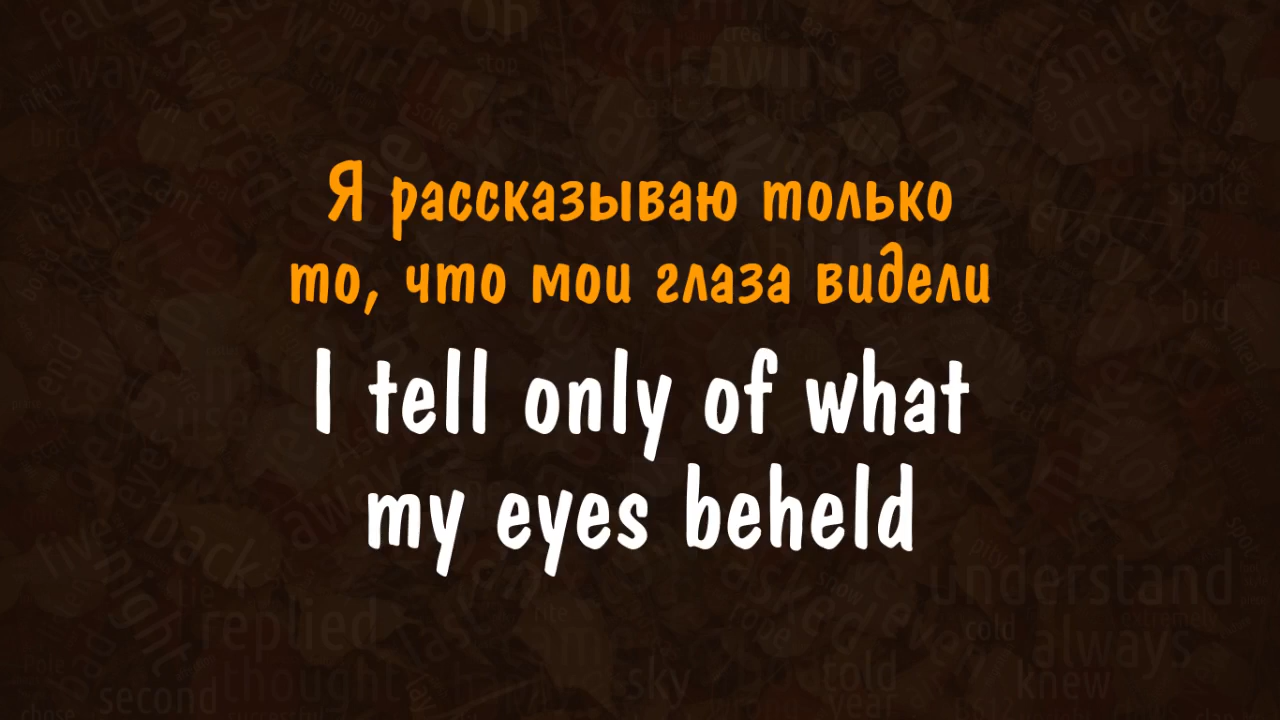 Я рассказываю только
то, что мои глаза видели
I tell only of what
my eyes beheld